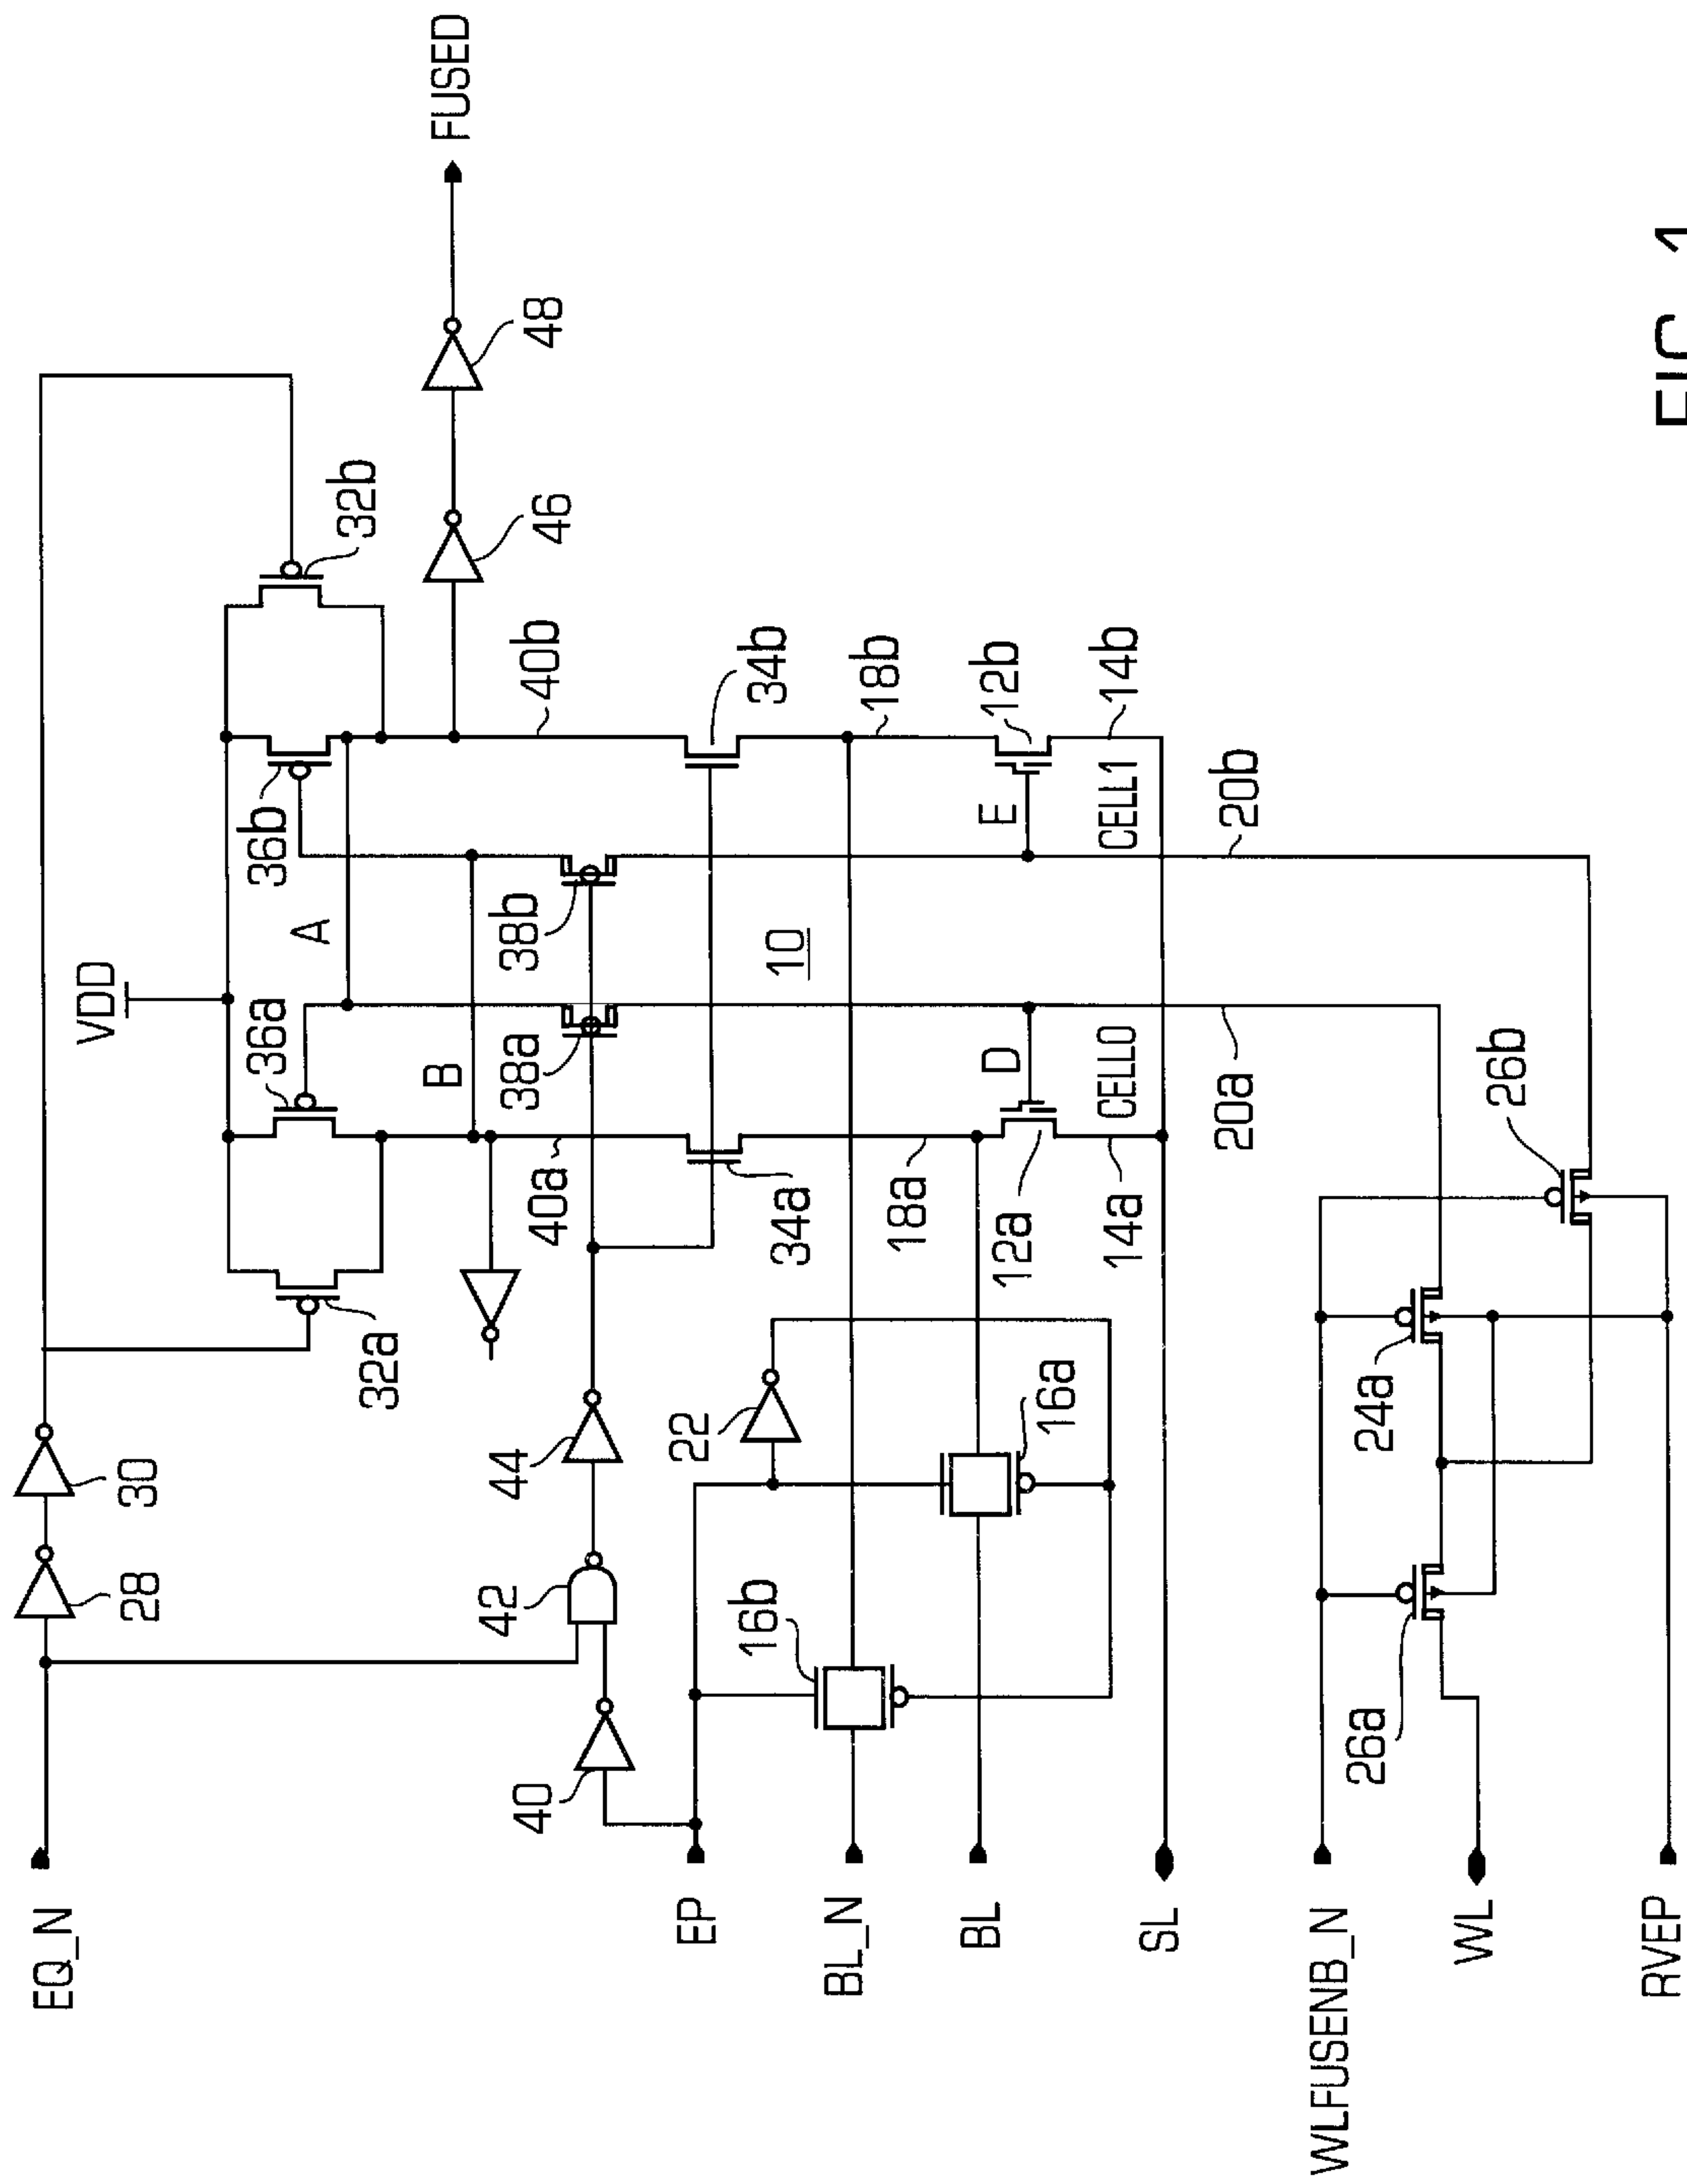 EQ_N
28
30
VDD
32a
36a
A
36b
32b
B
40a
38a
38b
40b
46
48
FUSED
40
42
44
34a
10
34b
EP
BL_N
16b
22
16a
18a
18b
BL
12a
D
E
12b
14a
CELL0
CELL1
14b
SL
20a
20b
WLFUSENB_N
26a
24a
26b
WL
RVEP
FIG. 1